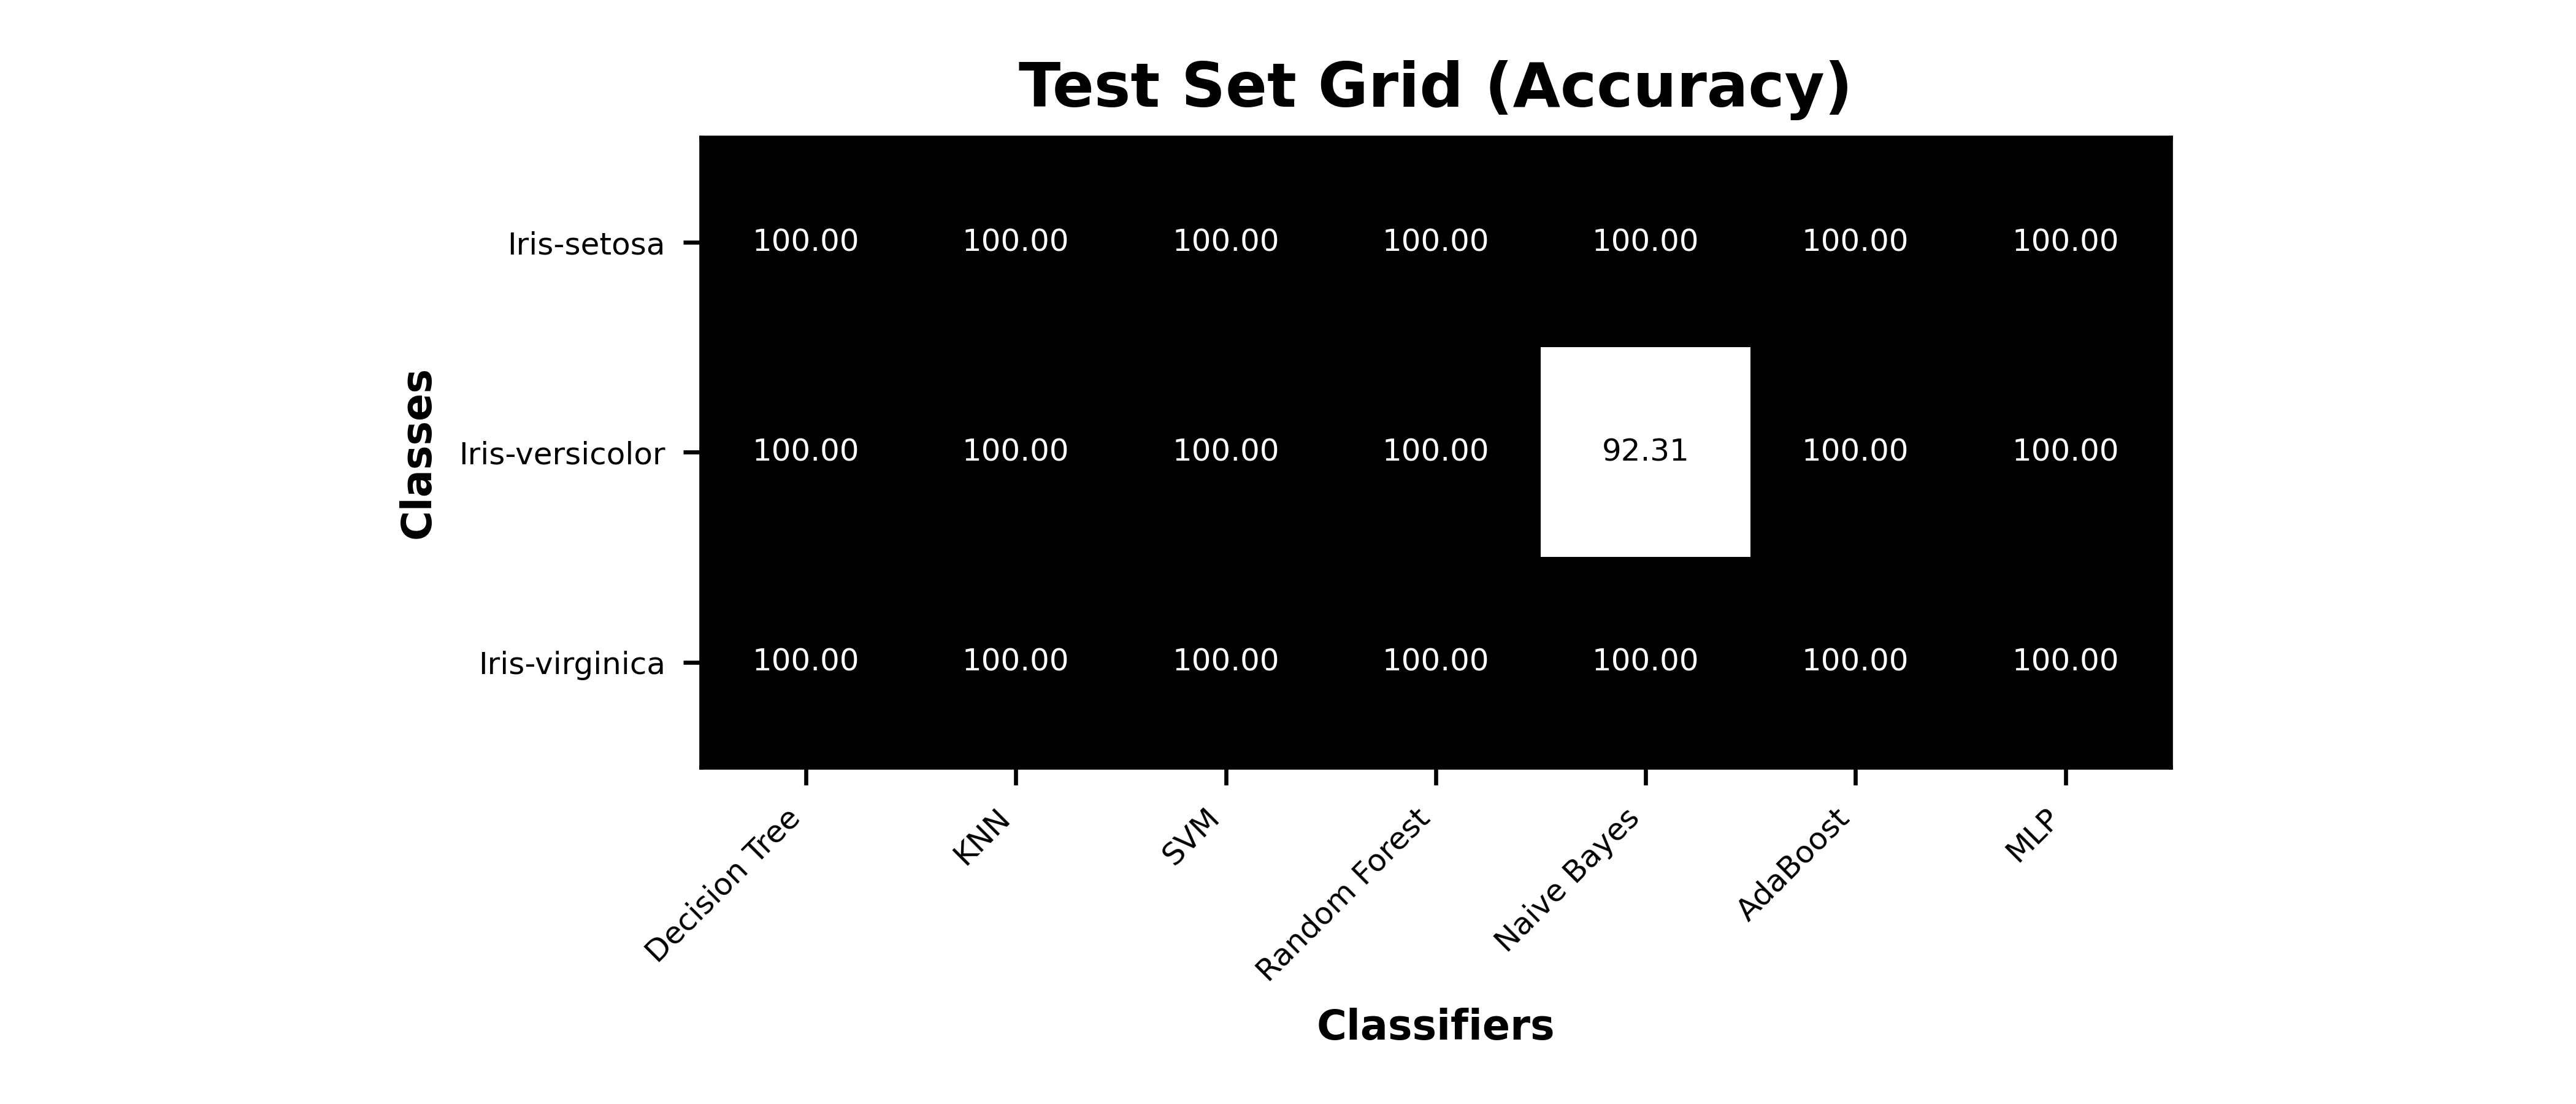 Test Set Grid (Accuracy)
Classes
Iris-setosa 100.00 100.00 100.00 100.00 100.00 100.00 100.00
Iris-versicolor 100.00 100.00 100.00 100.00 92.31 100.00 100.00
Iris-virginica 100.00 100.00 100.00 100.00 100.00 100.00 100.00
Decision Tree KNN SVM Random Forest Naive Bayes AdaBoost MLP
Classifiers